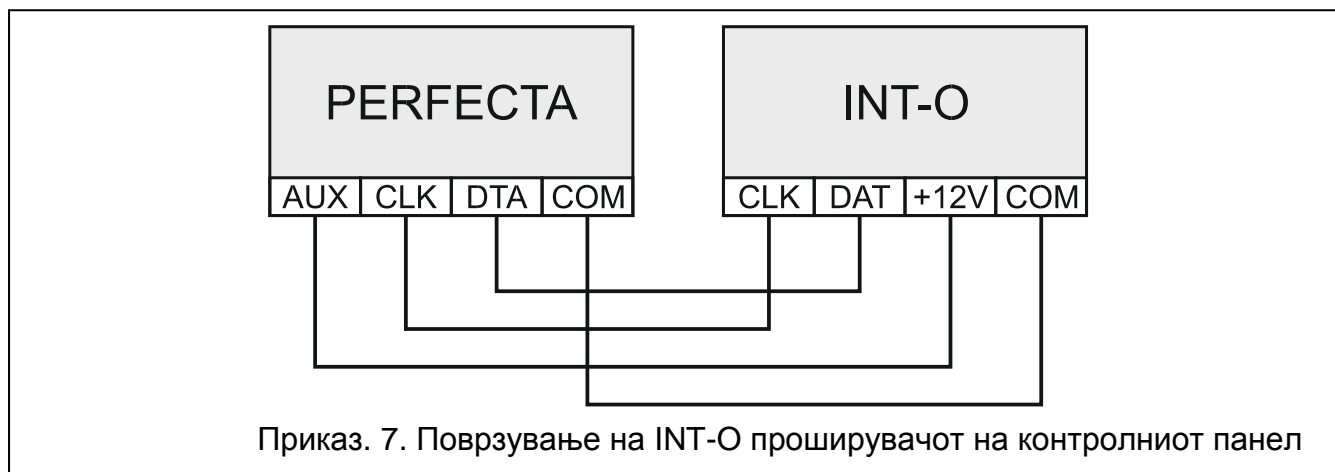 PERFECTA INT-O
AUX CLK DTA COM CLK DAT +12V COM
Приказ. 7. Поврзување на INT-O проширувачот на контролниот панел